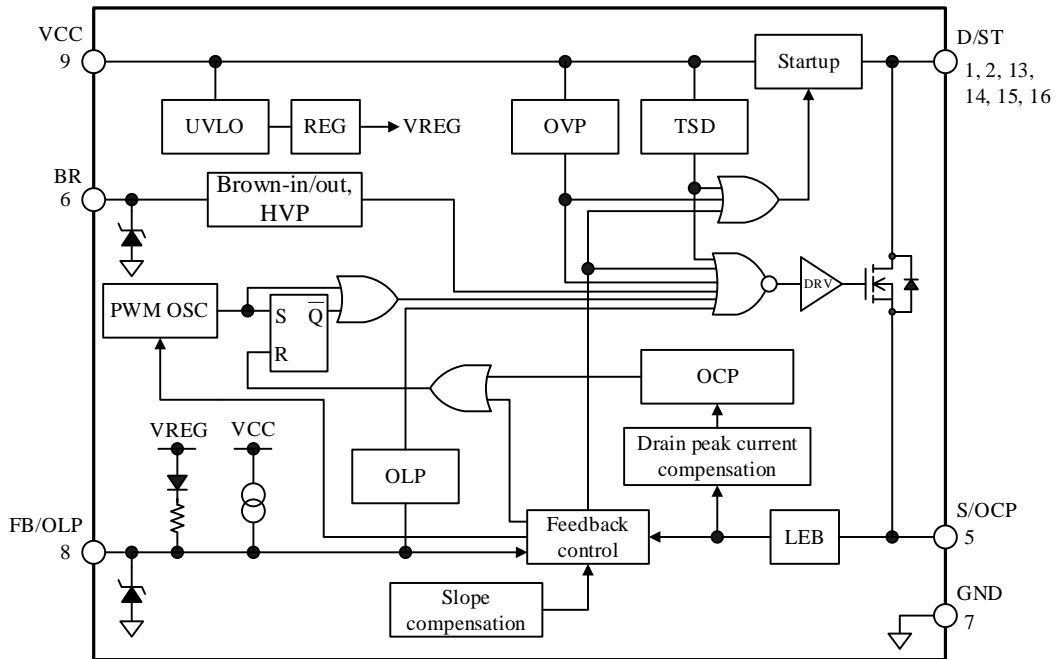 VCC
9
D/ST
1, 2, 13,
14, 15, 16
Startup
UVLO
REG
VREG
OVP
TSD
BR
6
Brown-in/out,
HVP
PWM OSC
S
Q
R
DRV
OCP
VREG
VCC
OLP
Drain peak current
compensation
FB/OLP
8
Feedback
control
LEB
S/OCP
5
Slope
compensation
GND
7